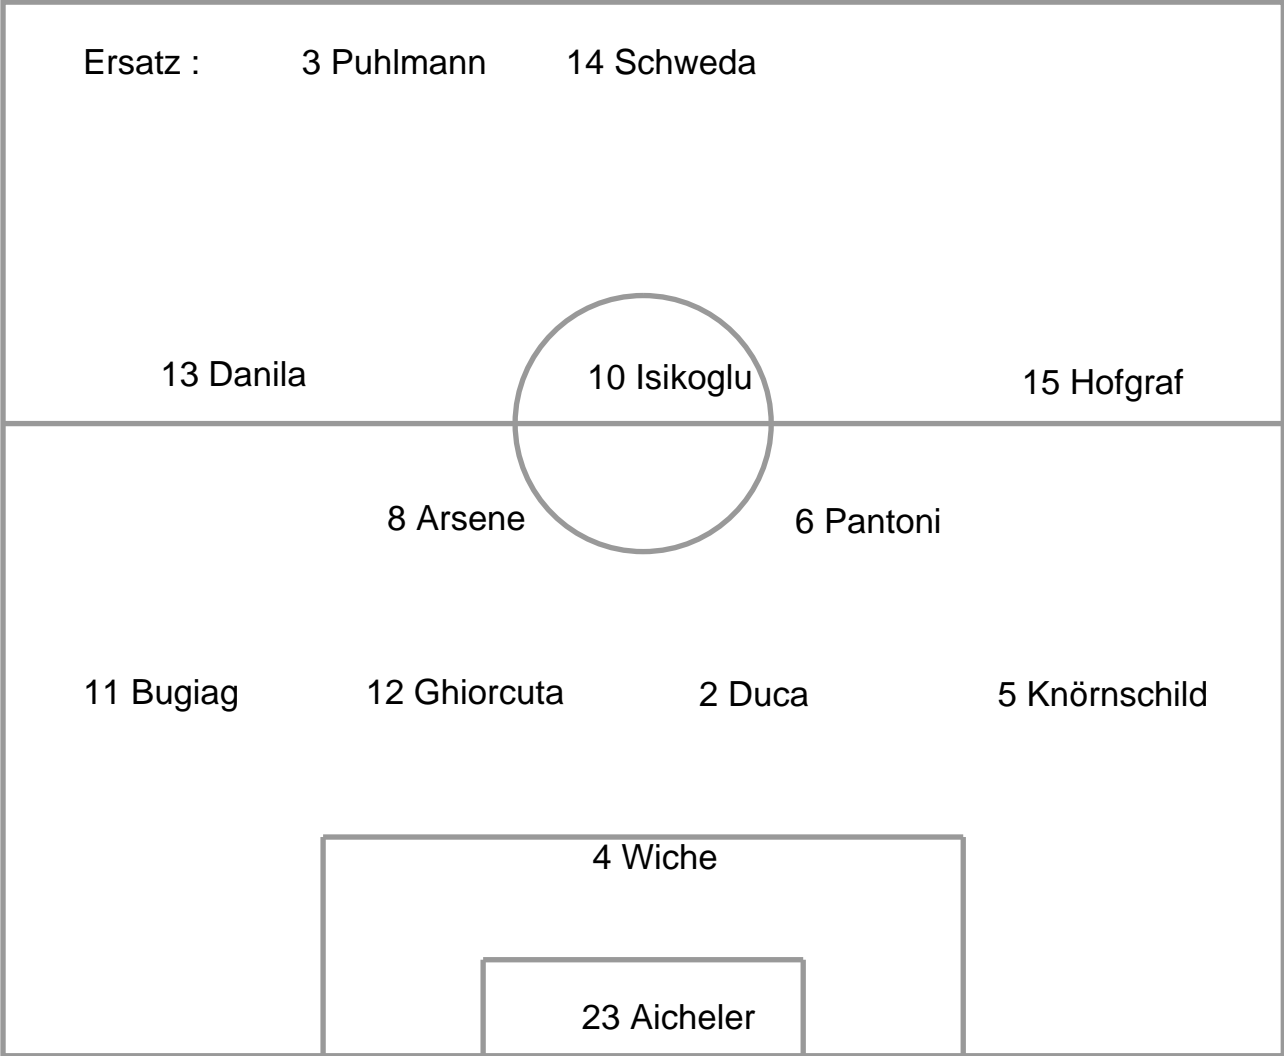 Ersatz : 3 Puhlmann 14 Schweda
13 Danila 10 Isikoglu 15 Hofgraf
8 Arsene 6 Pantoni
11 Bugiag 12 Ghiorcuta 2 Duca 5 Knörnschild
4 Wiche
23 Aicheler